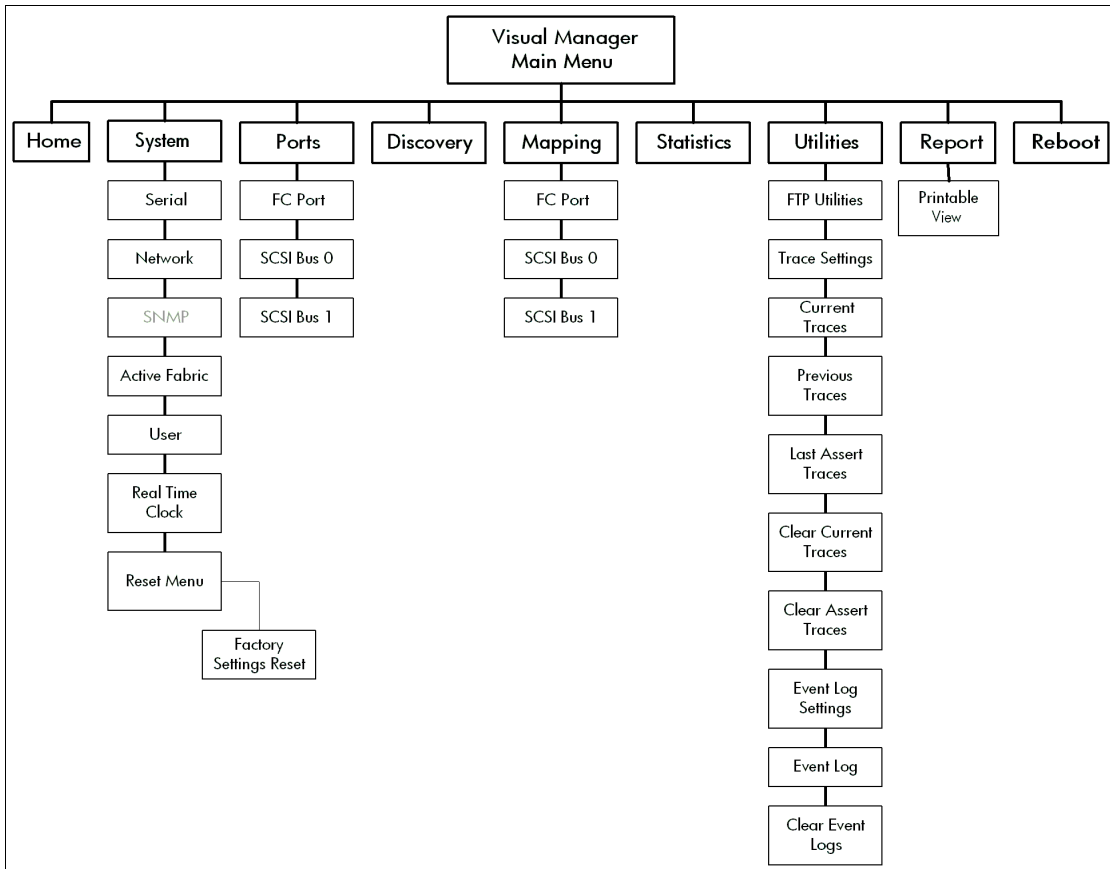 Visual Manager
Main Menu
Home
System
Ports
Discovery
Mapping
Statistics
Utilities
Report
Reboot
Serial
Network
SNMP
Active Fabric
User
Real Time
Clock
Reset Menu
Factory
Settings Reset
FC Port
SCSI Bus 0
SCSI Bus 1
FC Port
SCSI Bus 0
SCSI Bus 1
FTP Utilities
Trace Settings
Current
Traces
Previous
Traces
Last Assert
Traces
Clear Current
Traces
Clear Assert
Traces
Event Log
Settings
Event Log
Clear Event
Logs
Printable
View